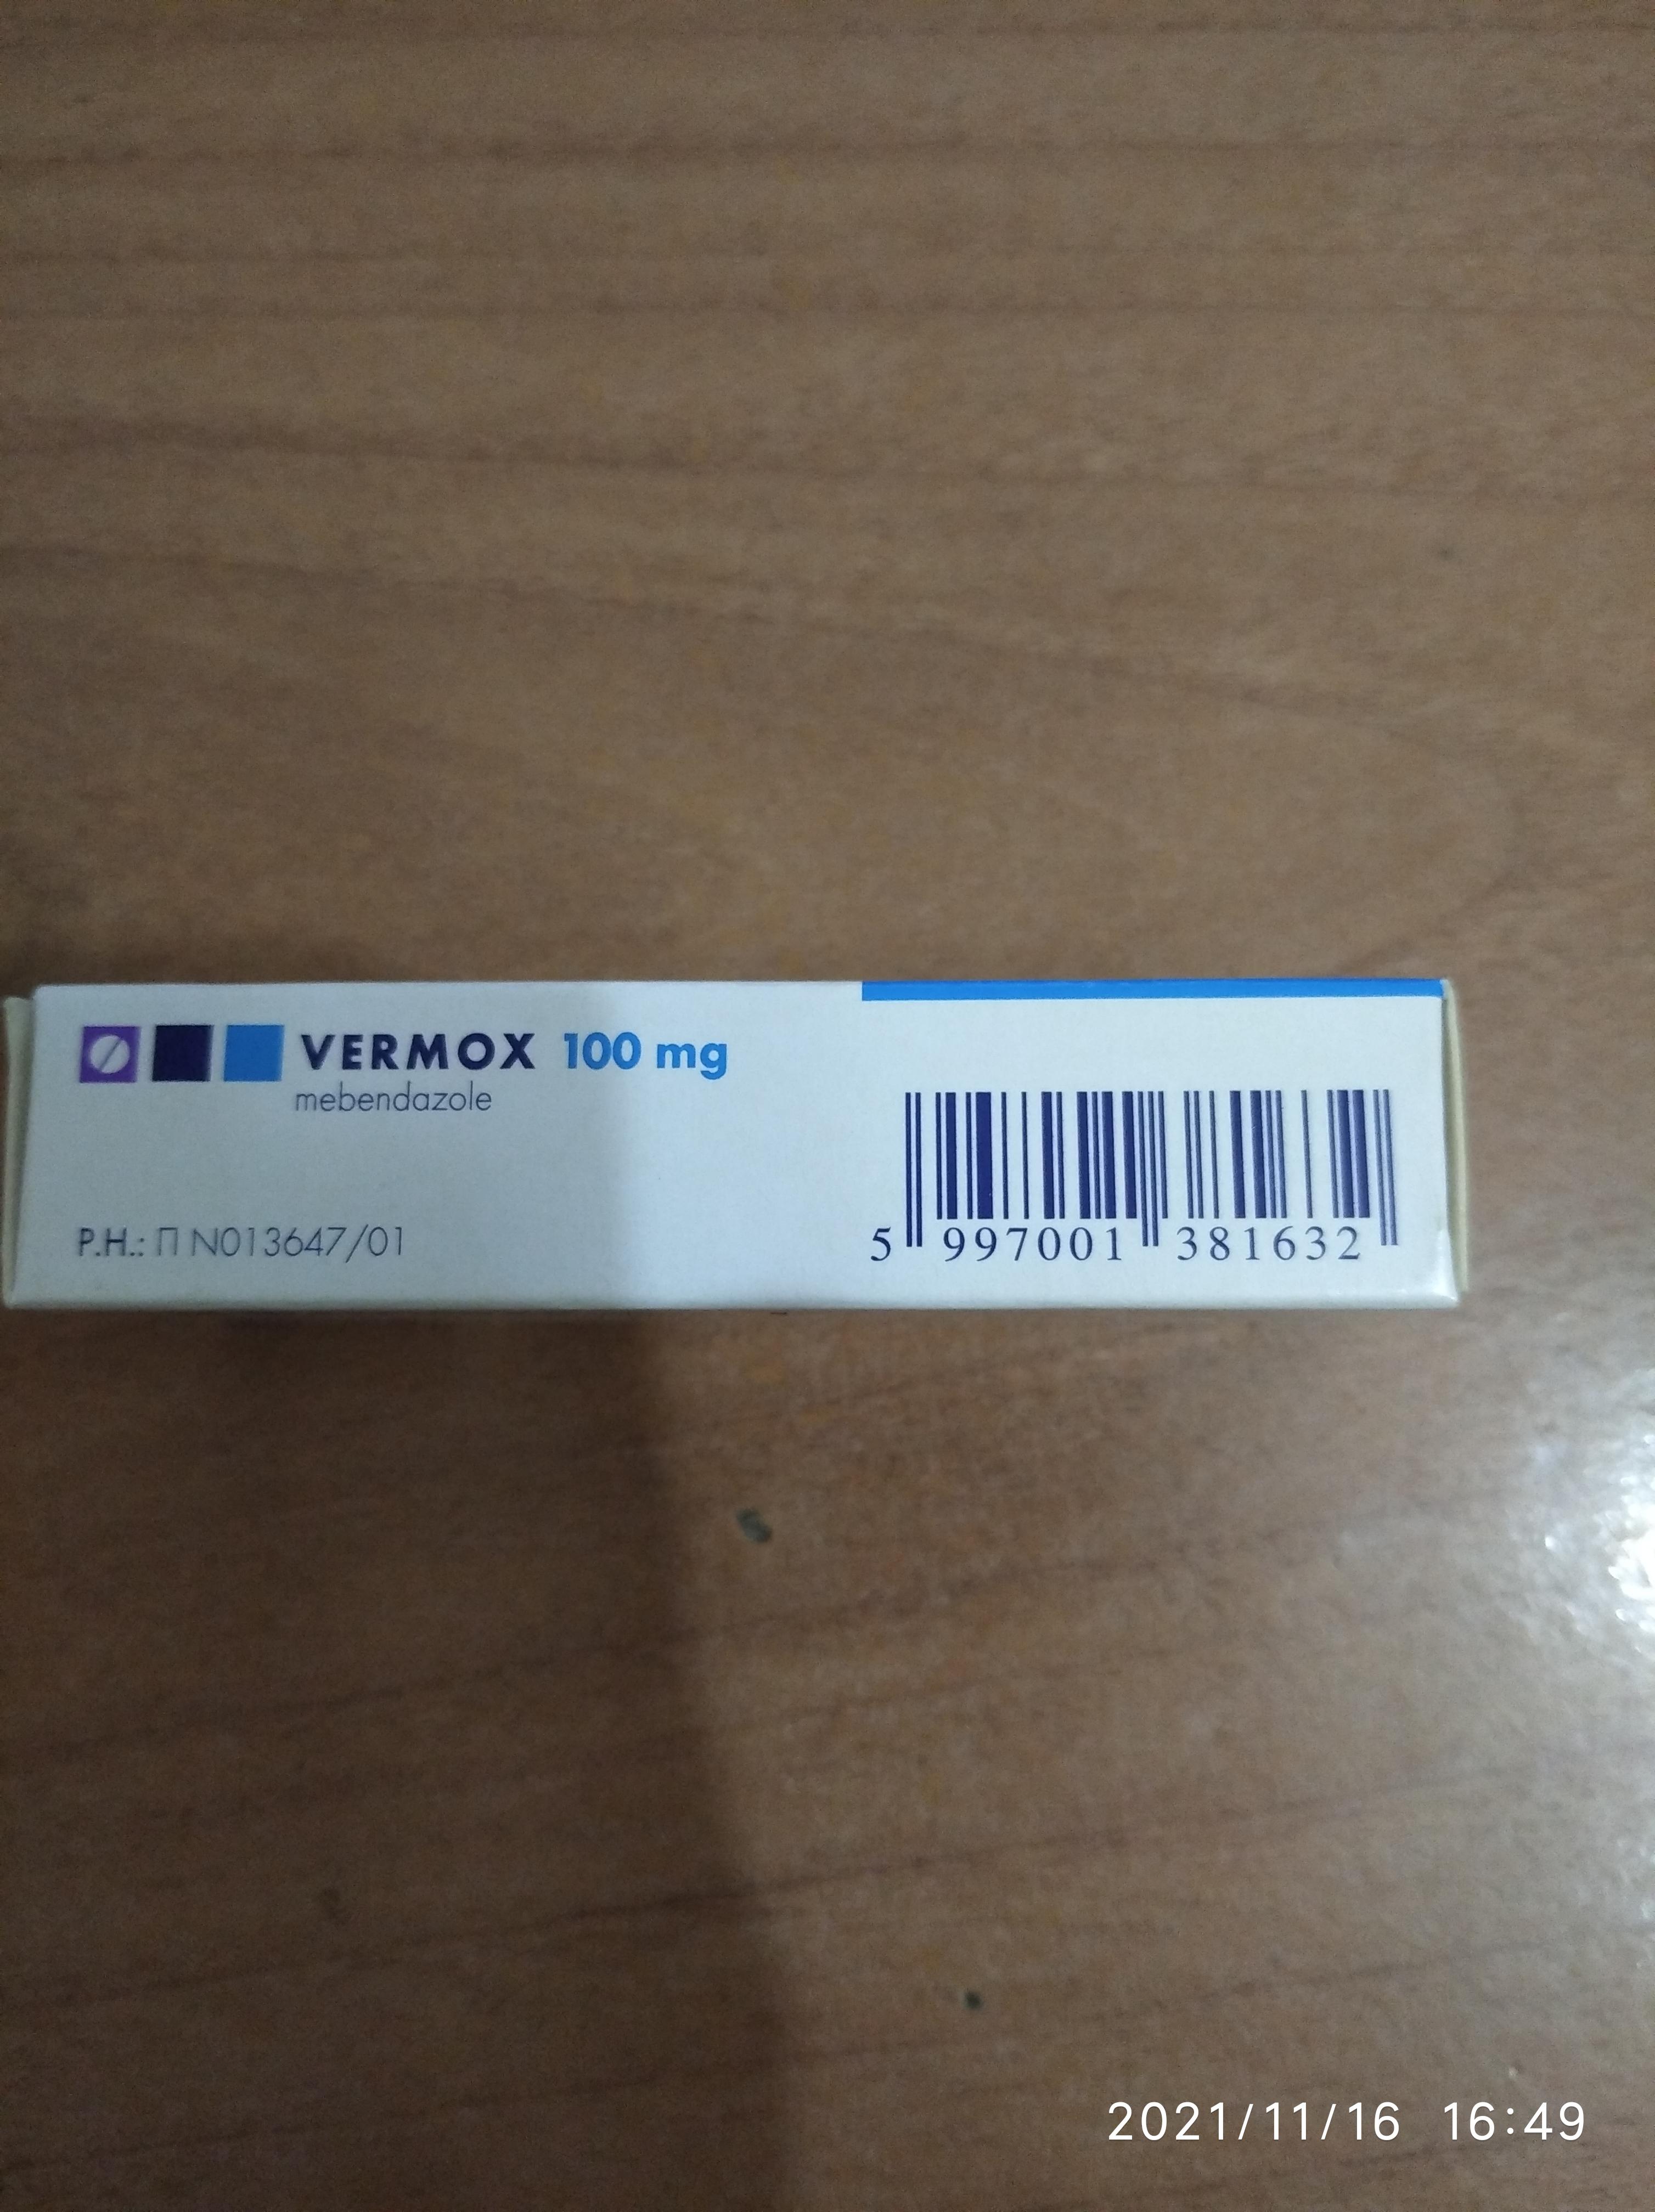 VERMOX 100 mg
mebendazole
Р.Н.: П N013647/01
5 997001 381632
2021/11/16 16:49